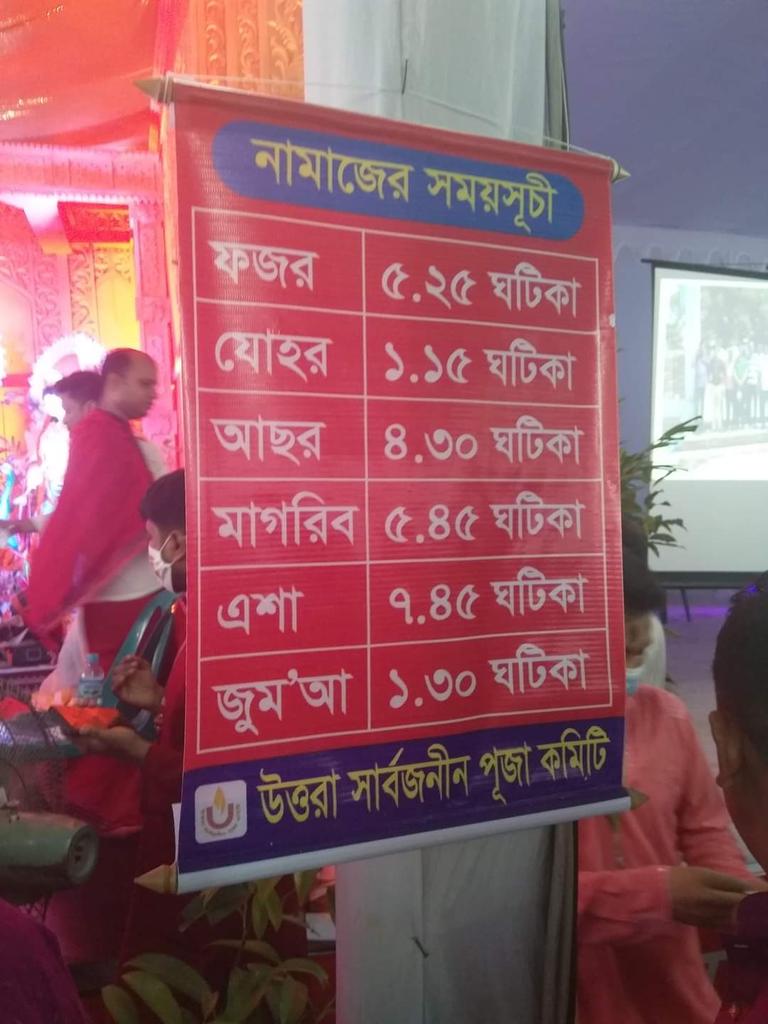 নামাজের সময়সূচী
ফজর ৫.২৫ ঘটিকা
যোহর ১.১৫ ঘটিকা
আছর ৪.৩০ ঘটিকা
মাগরিব ৫.৪৫ ঘটিকা
এশা ৭.৪৫ ঘটিকা
জুম'আ ১.৩০ ঘটিকা
উত্তরা সার্বজনীন পূজা কমিটি